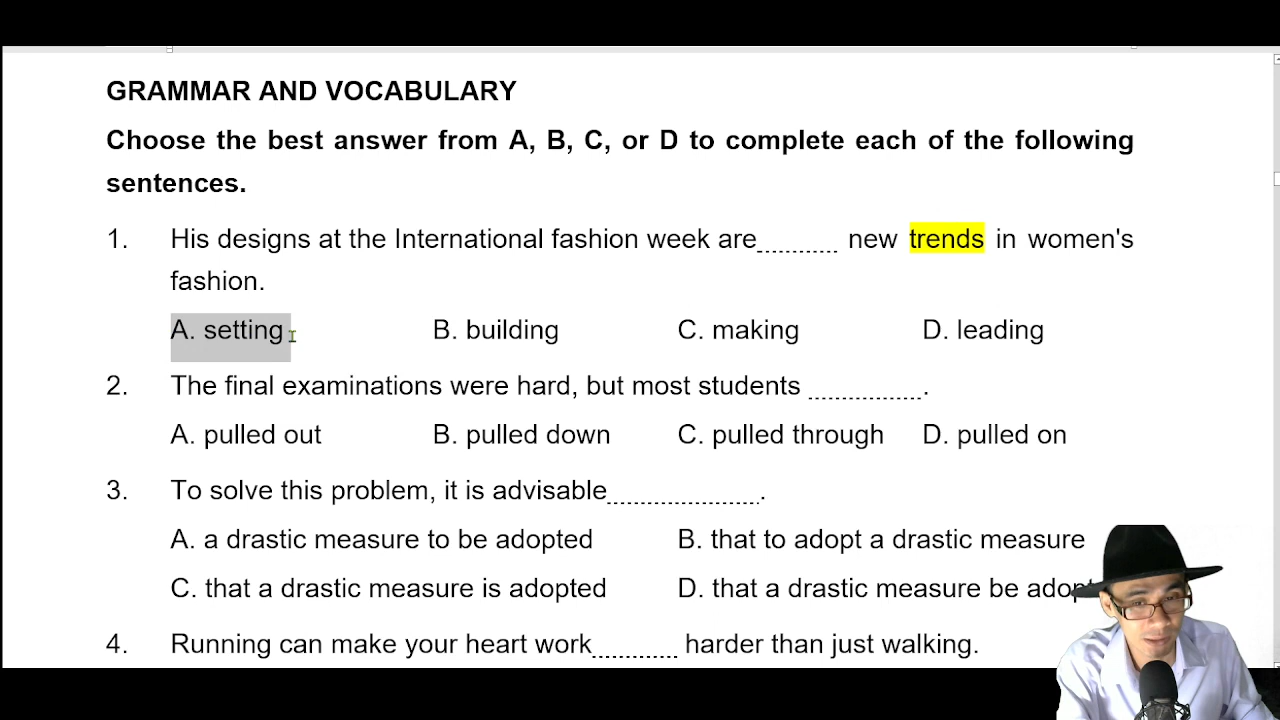 GRAMMAR AND VOCABULARY
Choose the best answer from A, B, C, or D to complete each of the following
sentences.
1. His designs at the International fashion week are.......... new trends in women's
fashion.
A. setting B. building C. making D. leading
2. The final examinations were hard, but most students ................
A. pulled out B. pulled down C. pulled through D. pulled on
3. To solve this problem, it is advisable.....................
A. a drastic measure to be adopted B. that to adopt a drastic measure
C. that a drastic measure is adopted D. that a drastic measure be
4. Running can make your heart work............ harder than just walking.